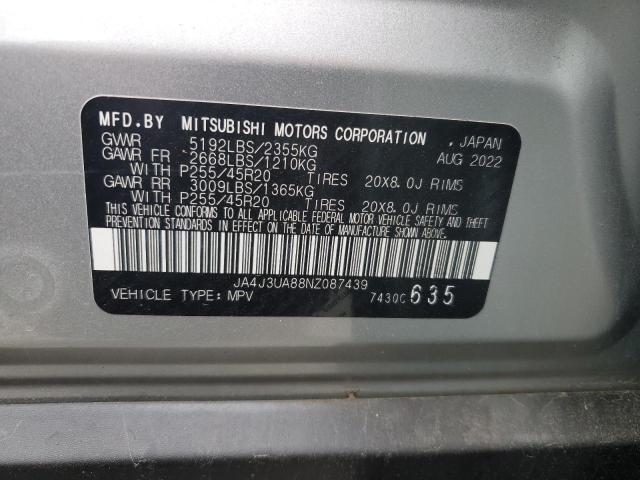 MFD.BY MITSUBISHI MOTORS CORPORATION , JAPAN
GVWR 5192LBS/2355KG AUG 2022
GAWR FR 2668LBS/1210KG
WITH P255/45R20 TIRES 20X8.0J RIMS
GAWR RR 3009LBS/1365KG
WITH P255/45R20 TIRES 20X8.0J RIMS
THIS VEHICLE CONFORMS TO ALL APPLICABLE FEDERAL MOTOR VEHICLE SAFETY AND THEFT
PREVENTION STANDARDS IN EFFECT ON THE DATE OF MANUFACTURE SHOWN ABOVE.
JA4J3UA88NZ087439
VEHICLE TYPE: MPV 7430C 635